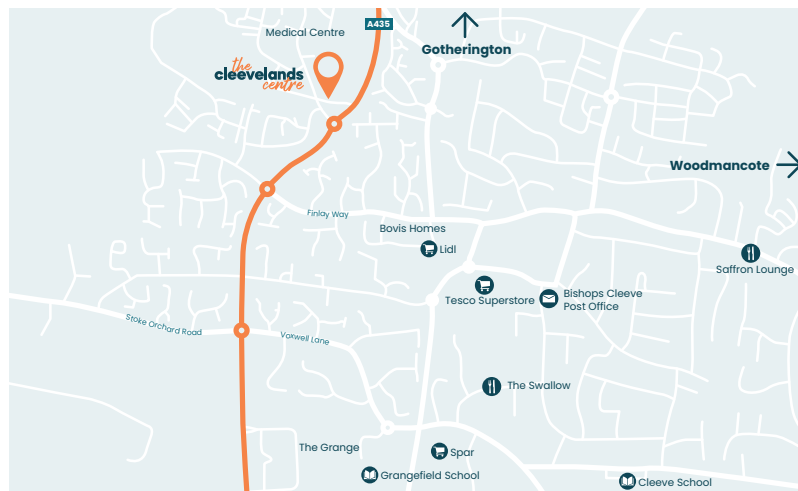 A435
Medical Centre
Gotherington
the
cleevelands
centre
Woodmancote
Finlay Way
Bovis Homes
Lidl
Saffron Lounge
Tesco Superstore
Bishops Cleeve
Post Office
Stoke Orchard Road
Voxwell Lane
The Swallow
The Grange
Spar
Grangefield School
Cleeve School